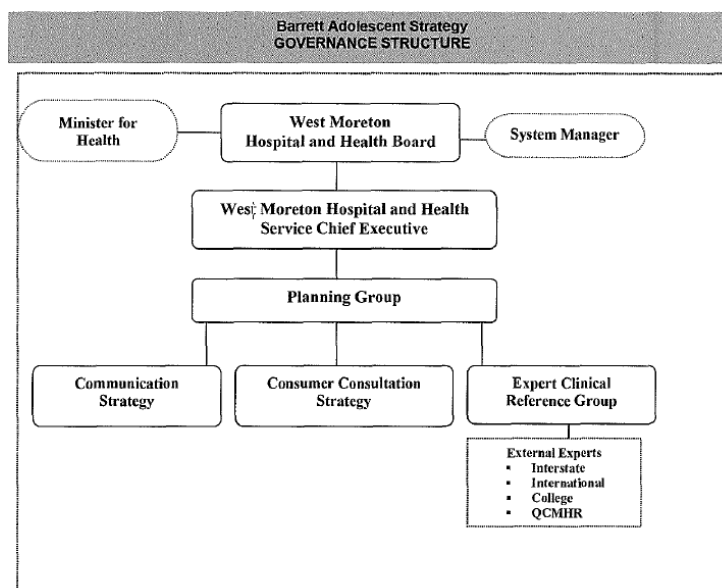 Barrett Adolescent Strategy
GOVERNANCE STRUCTURE
Minister for
Health
West Moreton
Hospital and Health Board
System Manager
West Moreton Hospital and Health
Service Chief Executive
Planning Group
Communication
Strategy
Consumer Consultation
Strategy
Expert Clinical
Reference Group
External Experts
▪ Interstate
▪ International
▪ College
▪ QCMHR